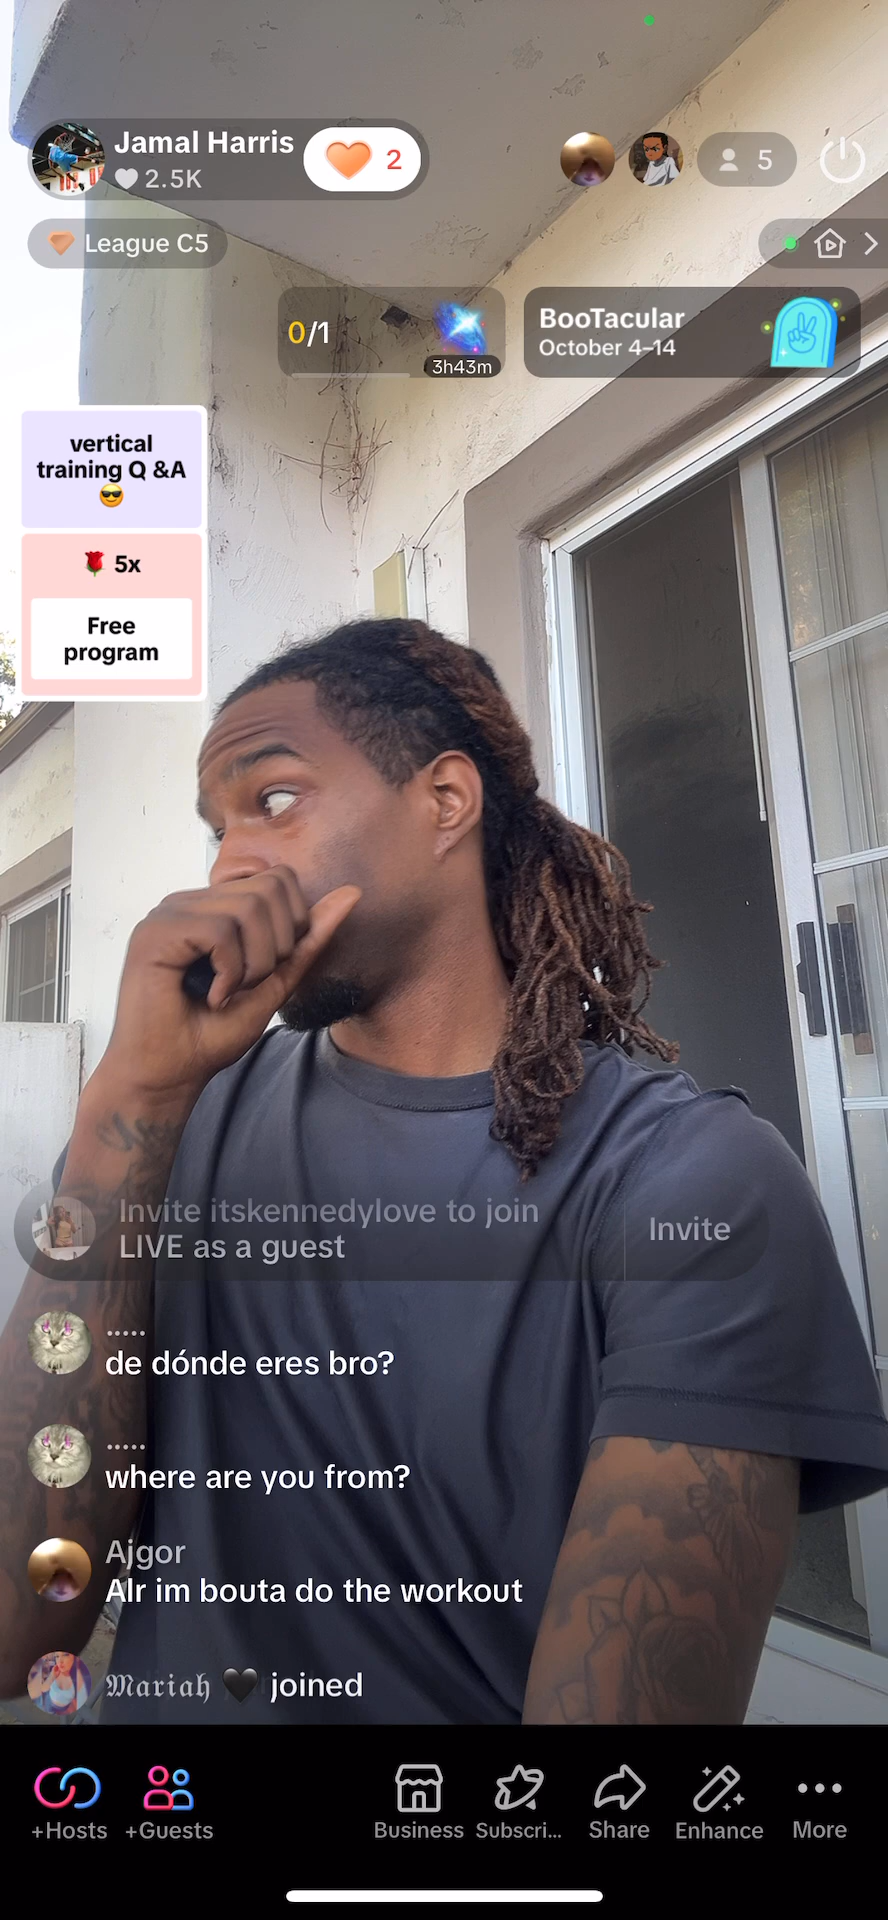 Jamal Harris
2.5K
2
5
League C5
0/1
3h43m
BooTacular
October 4–14
vertical
training Q &A
😎
🌹 5x
Free
program
Invite itskennedylove to join
LIVE as a guest
Invite
.....
de dónde eres bro?
.....
where are you from?
Ajgor
Alr im bouta do the workout
𝔐𝔞𝔯𝔦𝔞𝔥 🖤 joined
+Hosts
+Guests
Business
Subscri...
Share
Enhance
More